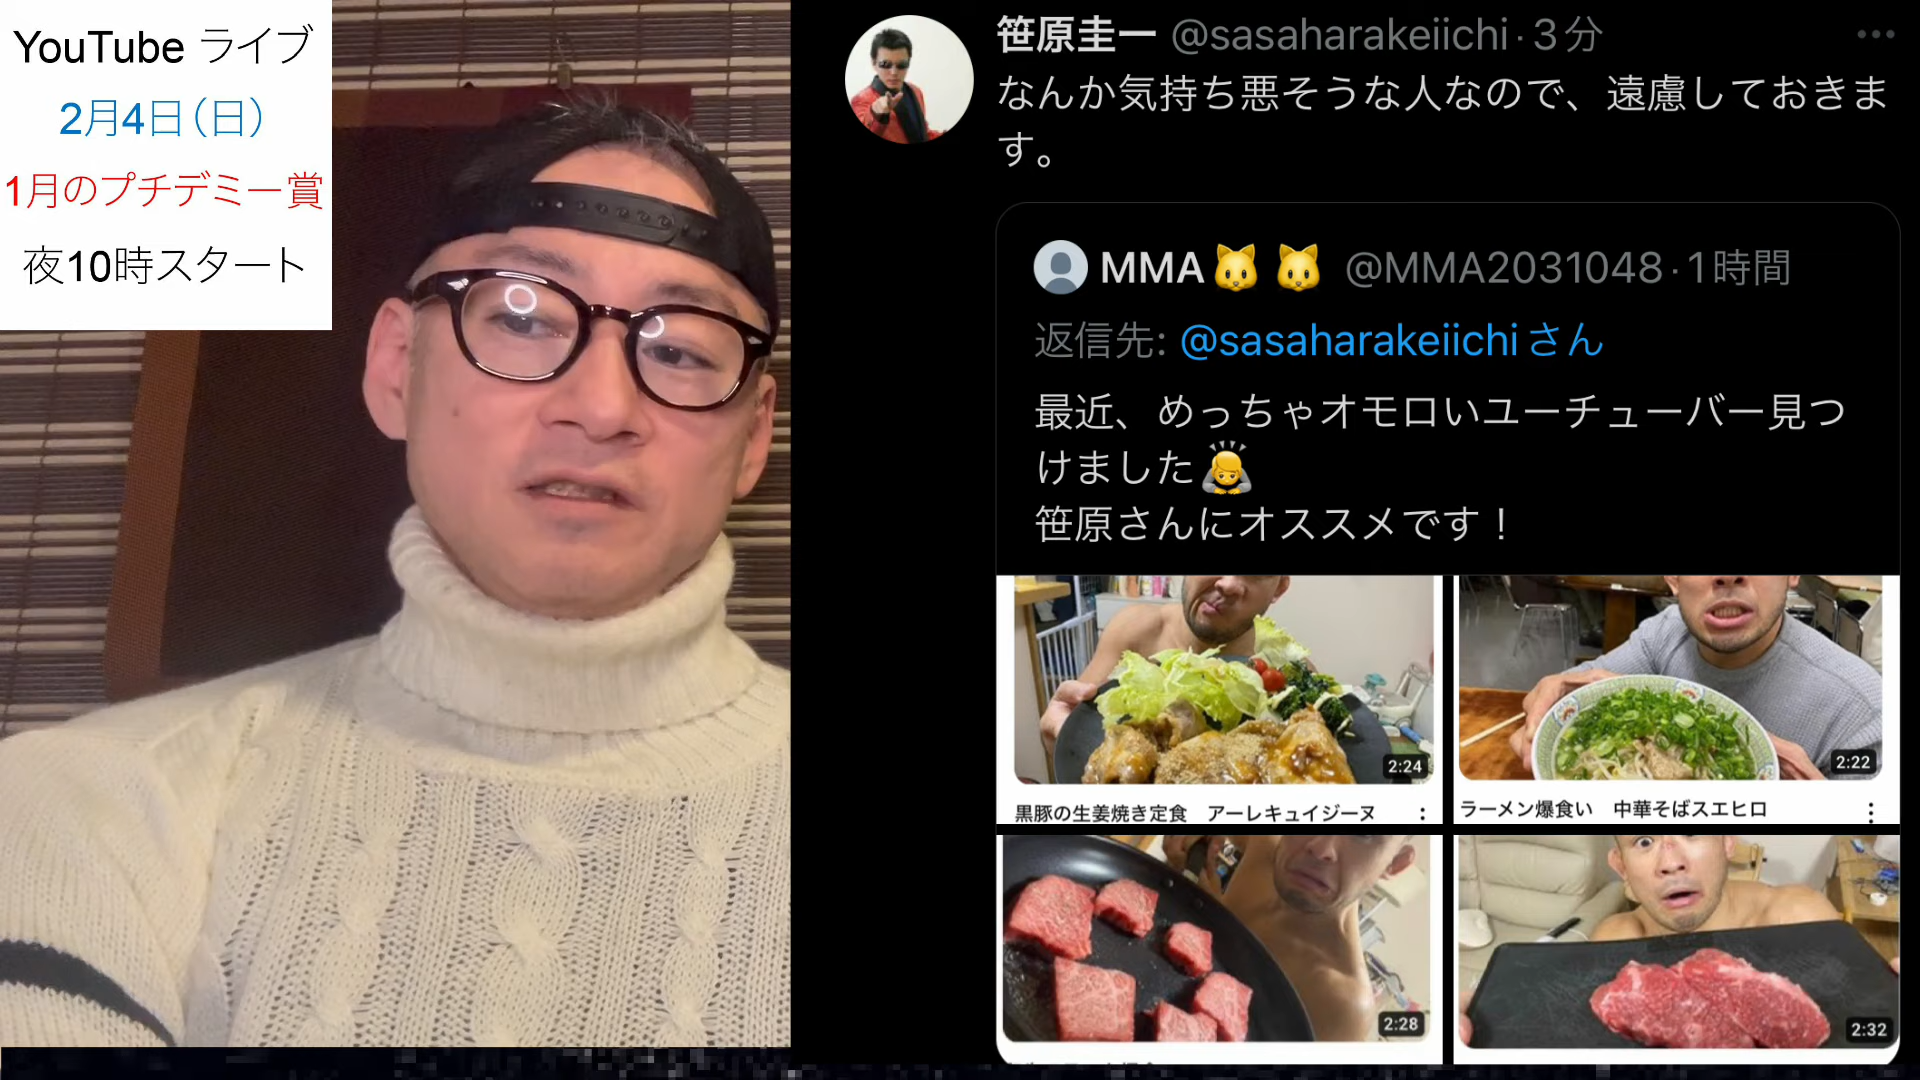 YouTube ライブ
2月4日(日)
1月のプチデミー賞
夜10時スタート
笹原圭一 @sasaharakeiichi · 3分
なんか気持ち悪そうな人なので、遠慮しておきま
す。
MMA🐱 🐱 @MMA2031048 · 1時間
返信先: @sasaharakeiichiさん
最近、めっちゃオモロいユーチューバー見つ
けました🙇
笹原さんにオススメです！
2:24
2:22
黒豚の生姜焼き定食　アーレキュイジーヌ
ラーメン爆食い　中華そばスエヒロ
2:28
2:32